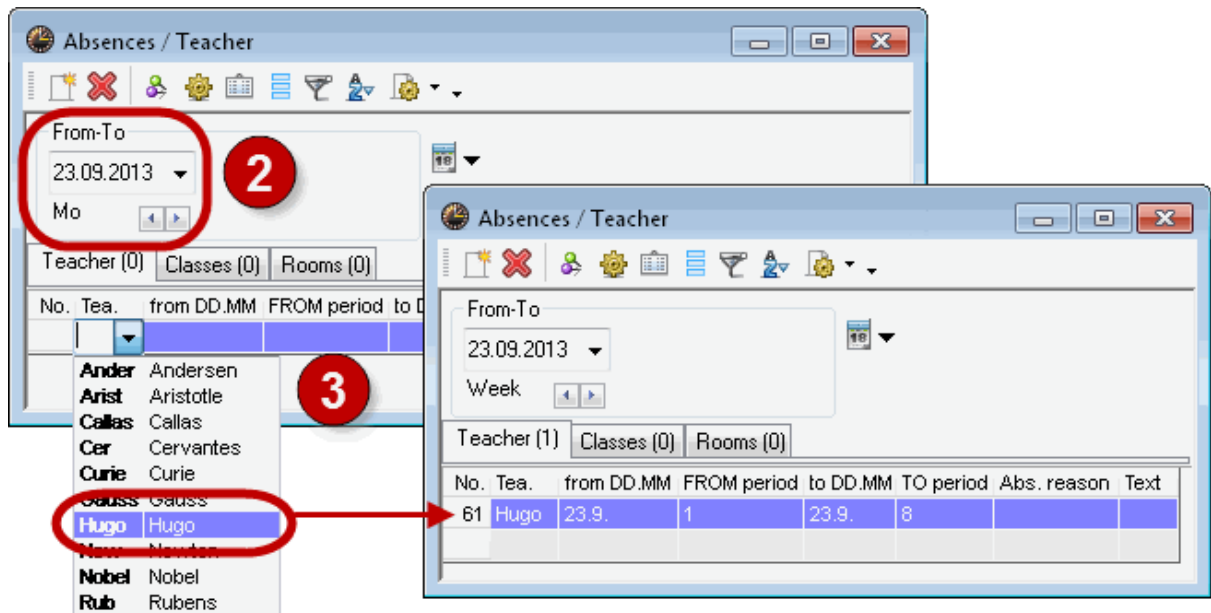 Absences / Teacher
From-To
23.09.2013
2
Mo
18
Teacher (0) Classes (0) Rooms (0)
No. Tea. from DD.MM FROM period to D
Ander Andersen
Arist Aristotle
Callas Callas
Cer Cervantes
Curie Curie
Gauss Gauss
Hugo Hugo
New Newton
Nobel Nobel
Rub Rubens
3
Absences / Teacher
From-To
23.09.2013
18
Week
Teacher (1) Classes (0) Rooms (0)
No. Tea. from DD.MM FROM period to DD.MM TO period Abs. reason Text
61 Hugo 23.9. 1 23.9. 8